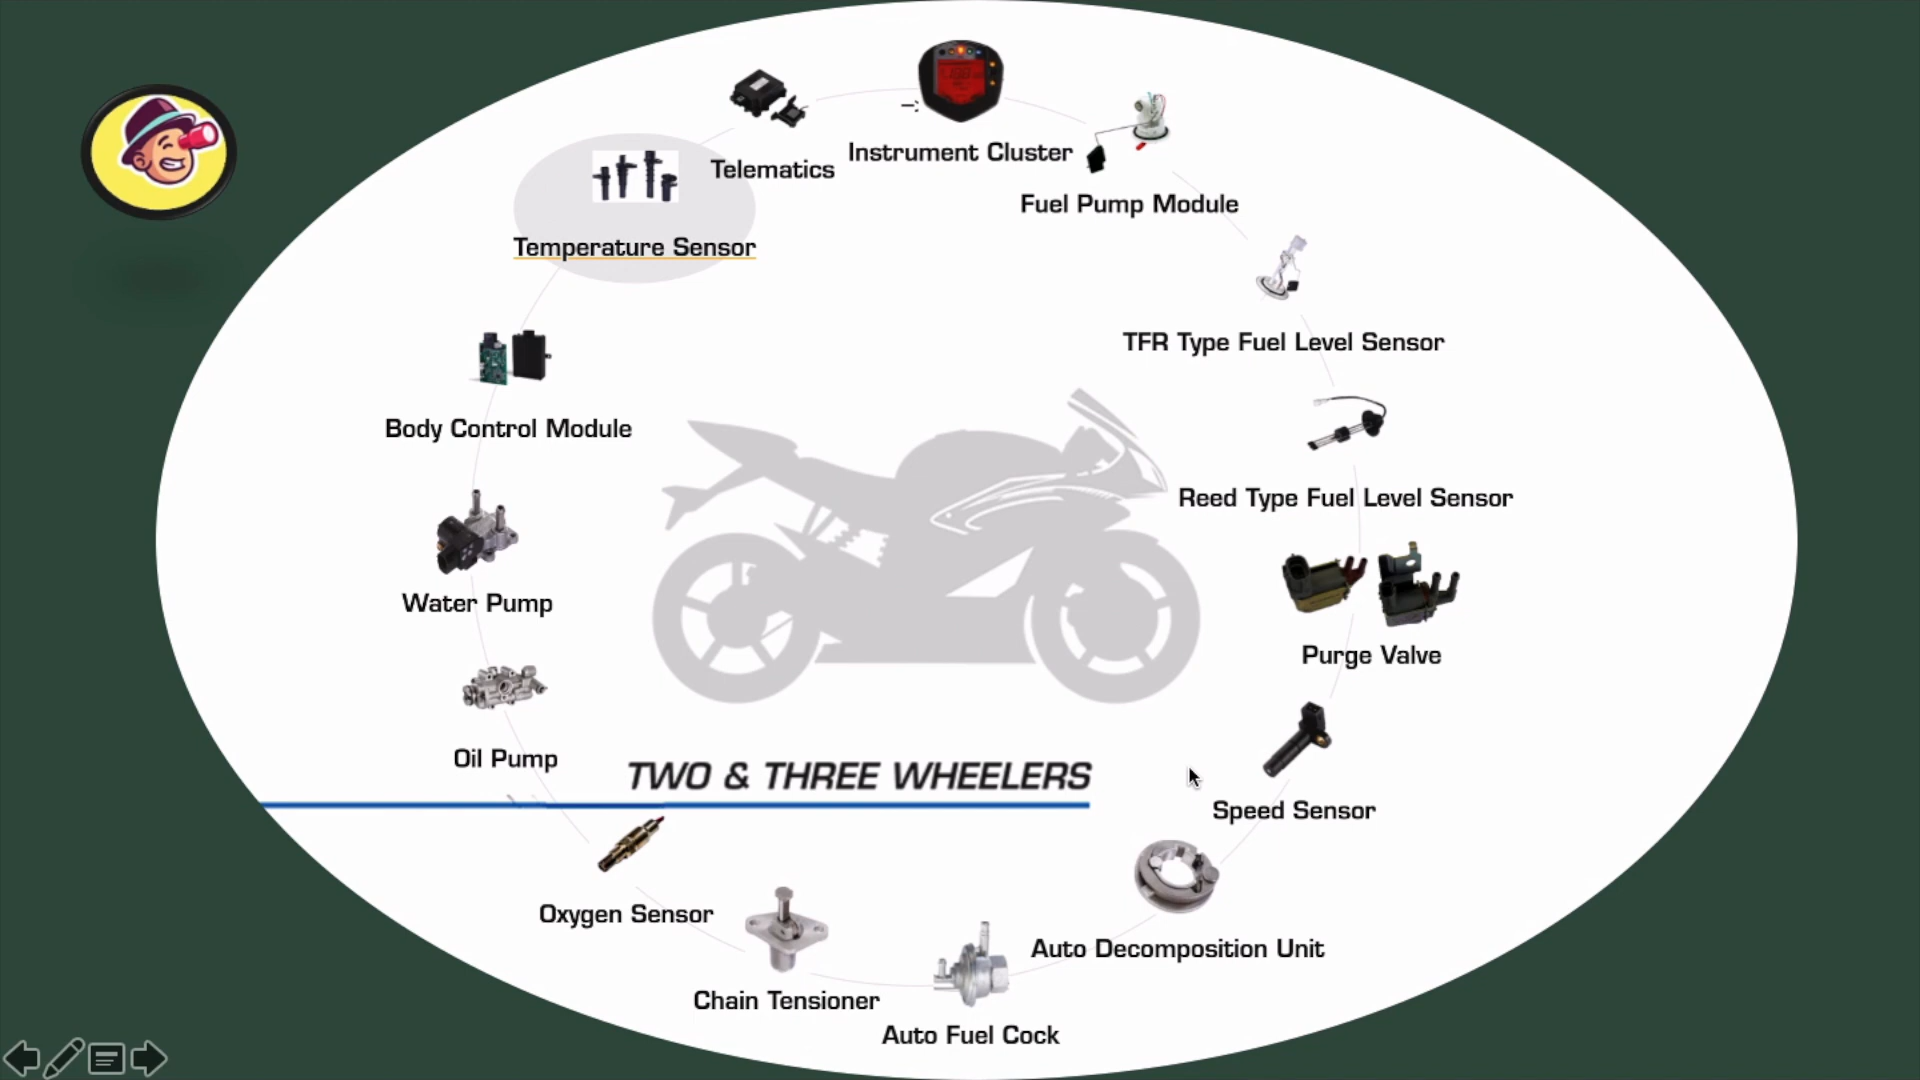 Instrument Cluster
Telematics
Fuel Pump Module
Temperature Sensor
TFR Type Fuel Level Sensor
Body Control Module
Reed Type Fuel Level Sensor
Water Pump
Purge Valve
Oil Pump
TWO & THREE WHEELERS
Speed Sensor
Oxygen Sensor
Auto Decomposition Unit
Chain Tensioner
Auto Fuel Cock